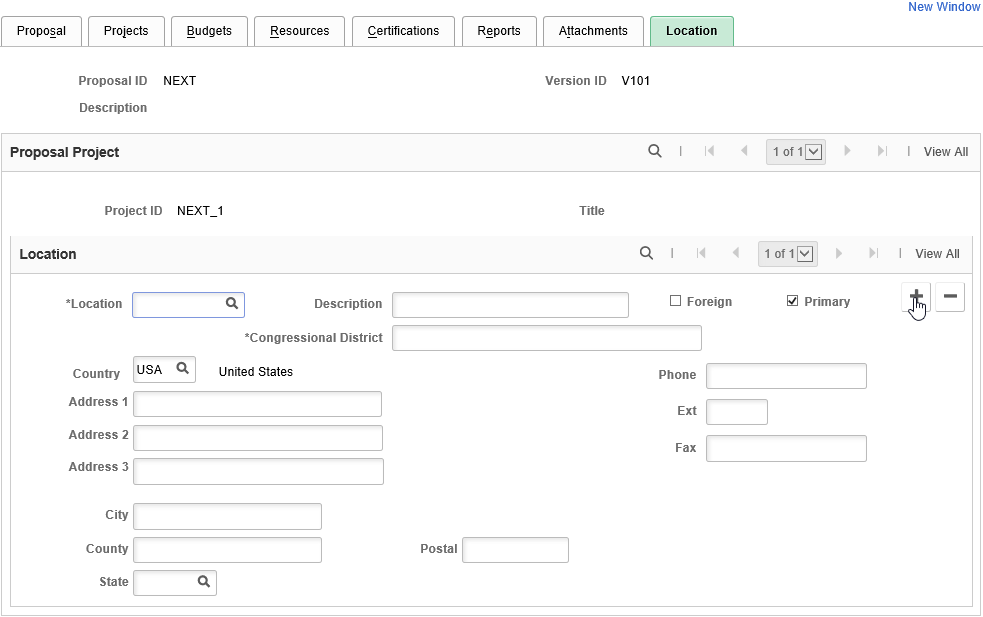 New Window
Proposal Projects Budgets Resources Certifications Reports Attachments Location
Proposal ID NEXT Version ID V101
Description
Proposal Project | 1 of 1 | View All
Project ID NEXT_1 Title
Location | 1 of 1 | View All
*Location Description Foreign Primary
*Congressional District
Country USA United States Phone
Address 1
Ext
Address 2
Fax
Address 3
City
County Postal
State